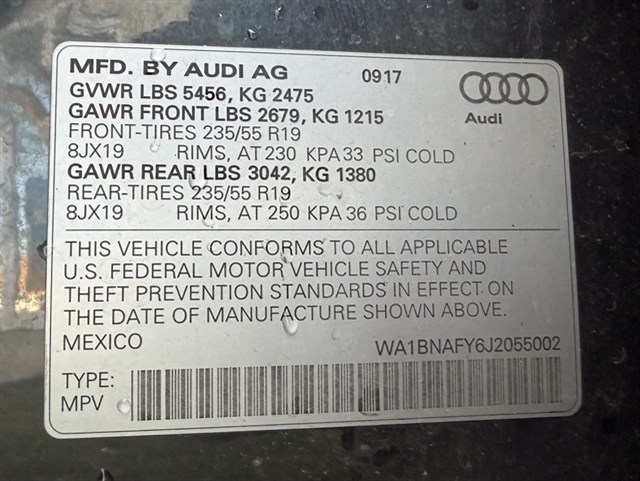 MFD. BY AUDI AG 0917
GVWR LBS 5456, KG 2475
GAWR FRONT LBS 2679, KG 1215
FRONT-TIRES 235/55 R19
8JX19 RIMS, AT 230 KPA 33 PSI COLD
GAWR REAR LBS 3042, KG 1380
REAR-TIRES 235/55 R19
8JX19 RIMS, AT 250 KPA 36 PSI COLD
Audi
THIS VEHICLE CONFORMS TO ALL APPLICABLE
U.S. FEDERAL MOTOR VEHICLE SAFETY AND
THEFT PREVENTION STANDARDS IN EFFECT ON
THE DATE OF MANUFACTURE SHOWN ABOVE.
MEXICO WA1BNAFY6J2055002
TYPE:
MPV